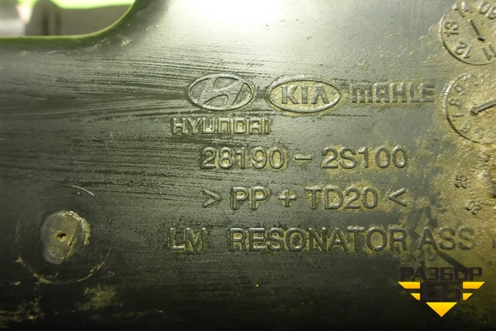 KIA MAHLE
HYUNDAI
28190 - 2S100
> PP + TD20 <
LM RESONATOR ASS
РАЗБОР